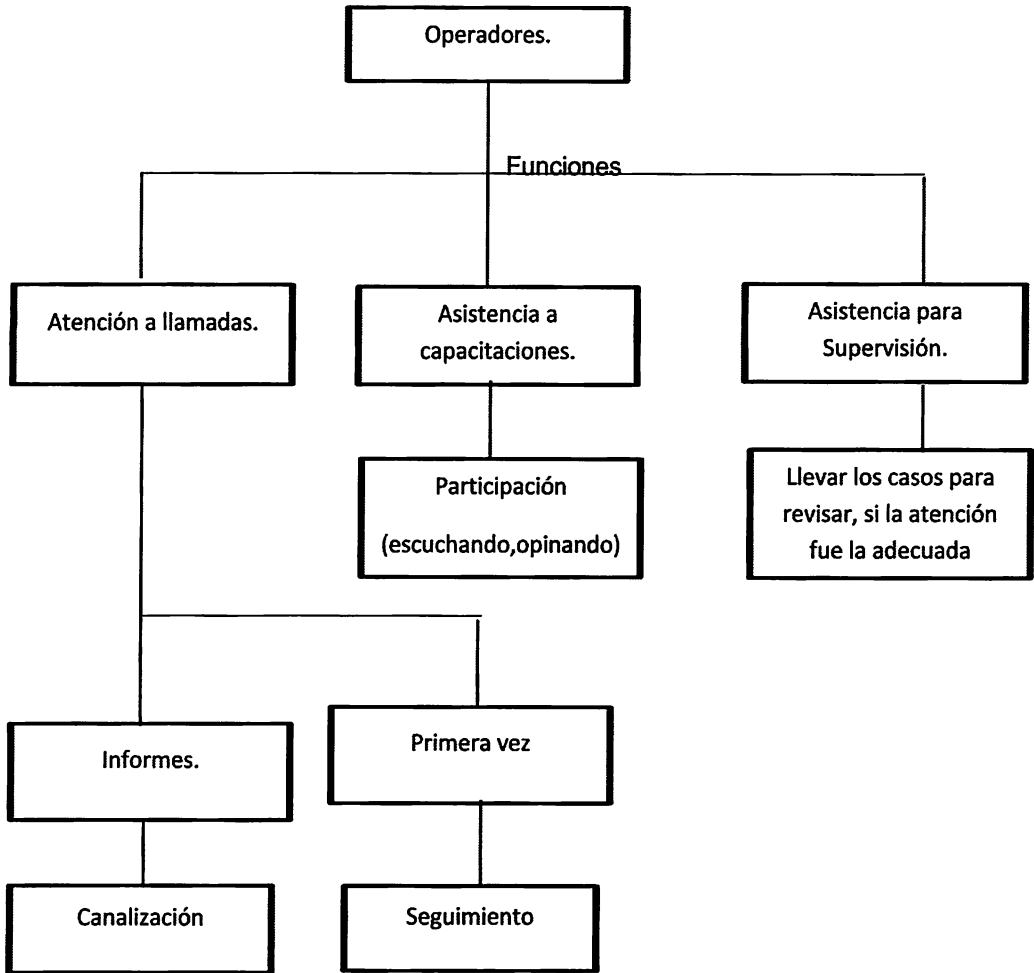 Operadores.
Funciones
Atención a llamadas.
Asistencia a
capacitaciones.
Asistencia para
Supervisión.
Participación
(escuchando,opinando)
Llevar los casos para
revisar, si la atención
fue la adecuada
Informes.
Primera vez
Canalización
Seguimiento